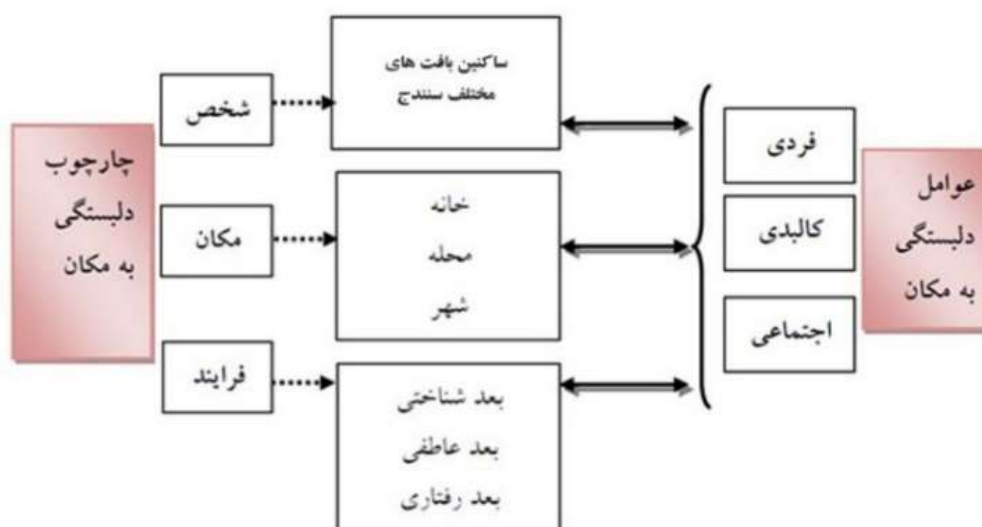 عوامل
دلبستگی
به مکان
فردی
کالبدی
اجتماعی
ساکنین بافت های
مختلف سنندج
خانه
محله
شهر
بعد شناختی
بعد عاطفی
بعد رفتاری
شخص
مکان
فرایند
چارچوب
دلبستگی
به مکان